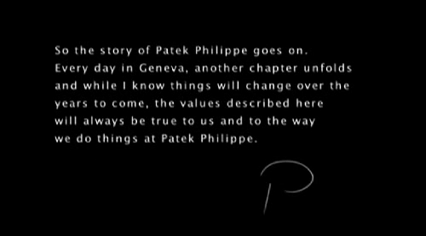 So the story of Patek Philippe goes on.
Every day in Geneva, another chapter unfolds
and while I know things will change over the
years to come, the values described here
will always be true to us and to the way
we do things at Patek Philippe.
P